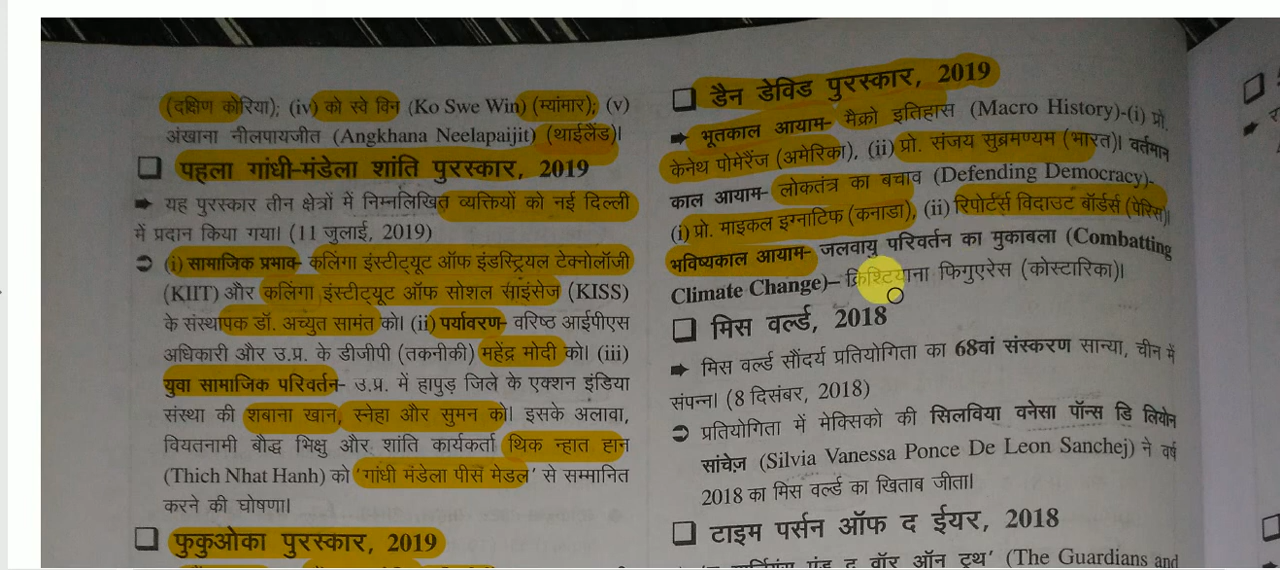 (दक्षिण कोरिया); (iv) को स्वे विन (Ko Swe Win) (म्यांमार); (v)
अंखाना नीलपायजीत (Angkhana Neelapaijit) (थाईलैंड)।
❑ पहला गांधी-मंडेला शांति पुरस्कार, 2019
➡ यह पुरस्कार तीन क्षेत्रों में निम्नलिखित व्यक्तियों को नई दिल्ली
में प्रदान किया गया। (11 जुलाई, 2019)
➲ (i) सामाजिक प्रभाव- कलिंगा इंस्टीट्यूट ऑफ इंडस्ट्रियल टेक्नोलॉजी
(KIIT) और कलिंगा इंस्टीट्यूट ऑफ सोशल साइंसेज (KISS)
के संस्थापक डॉ. अच्युत सामंत को। (ii) पर्यावरण- वरिष्ठ आईपीएस
अधिकारी और उ.प्र. के डीजीपी (तकनीकी) महेंद्र मोदी को। (iii)
युवा सामाजिक परिवर्तन- उ.प्र. में हापुड़ जिले के एक्शन इंडिया
संस्था की शबाना खान, स्नेहा और सुमन को। इसके अलावा,
वियतनामी बौद्ध भिक्षु और शांति कार्यकर्ता थिक न्हात हान
(Thich Nhat Hanh) को 'गांधी मंडेला पीस मेडल' से सम्मानित
करने की घोषणा।
❑ फुकुओका पुरस्कार, 2019
❑ डैन डेविड पुरस्कार, 2019
➡ भूतकाल आयाम- मैक्रो इतिहास (Macro History)-(i) प्रो.
केनेथ पोमेरैंज (अमेरिका), (ii) प्रो. संजय सुब्रमण्यम (भारत)। वर्तमान
काल आयाम- लोकतंत्र का बचाव (Defending Democracy)-
(i) प्रो. माइकल इग्नाटिफ (कनाडा), (ii) रिपोर्टर्स विदाउट बॉर्डर्स (पेरिस)।
भविष्यकाल आयाम- जलवायु परिवर्तन का मुकाबला (Combatting
Climate Change)– क्रिश्टियाना फिगुएरेस (कोस्टारिका)।
❑ मिस वर्ल्ड, 2018
➡ मिस वर्ल्ड सौंदर्य प्रतियोगिता का 68वां संस्करण सान्या, चीन में
संपन्न। (8 दिसंबर, 2018)
➲ प्रतियोगिता में मेक्सिको की सिलविया वनेसा पॉन्स डि लियोन
सांचेज़ (Silvia Vanessa Ponce De Leon Sanchej) ने वर्ष
2018 का मिस वर्ल्ड का खिताब जीता।
❑ टाइम पर्सन ऑफ द ईयर, 2018
एंड द वॉर ऑन ट्रुथ' (The Guardians and